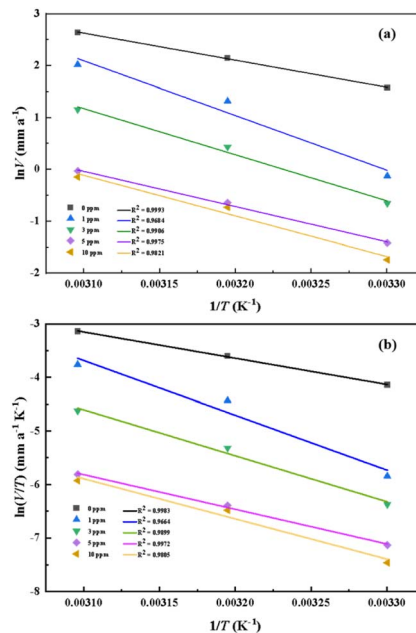 3
(a)
2
1
0
-1
-2
lnV (mm a⁻¹)
0 ppm R² = 0.9993
1 ppm R² = 0.9684
3 ppm R² = 0.9906
5 ppm R² = 0.9975
10 ppm R² = 0.9821
0.00310 0.00315 0.00320 0.00325 0.00330
1/T (K⁻¹)
-3
(b)
-4
-5
-6
-7
-8
ln(V/T) (mm a⁻¹ K⁻¹)
0 ppm R² = 0.9983
1 ppm R² = 0.9664
3 ppm R² = 0.9899
5 ppm R² = 0.9972
10 ppm R² = 0.9805
0.00310 0.00315 0.00320 0.00325 0.00330
1/T (K⁻¹)